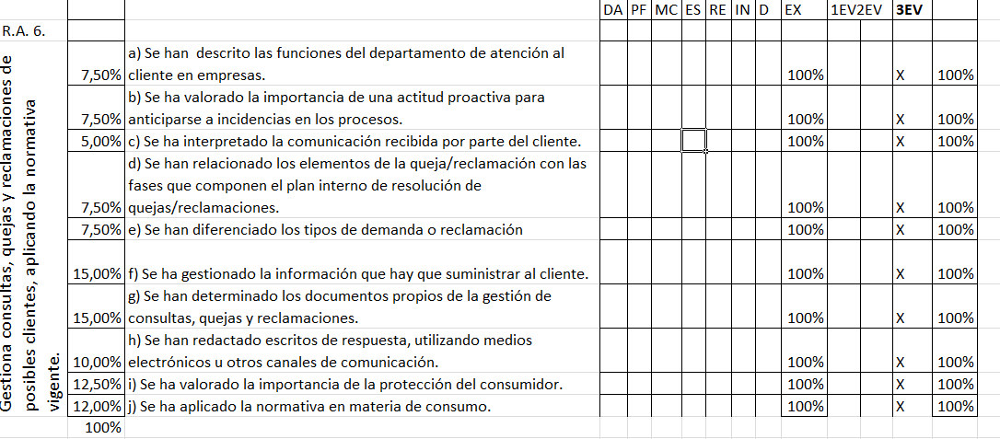 DA PF MC ES RE IN D EX 1EV2EV 3EV
R.A. 6.
Gestiona consultas, quejas y reclamaciones de
posibles clientes, aplicando la normativa
vigente.
a) Se han descrito las funciones del departamento de atención al
7,50% cliente en empresas. 100% X 100%
b) Se ha valorado la importancia de una actitud proactiva para
7,50% anticiparse a incidencias en los procesos. 100% X 100%
5,00% c) Se ha interpretado la comunicación recibida por parte del cliente. 100% X 100%
d) Se han relacionado los elementos de la queja/reclamación con las
fases que componen el plan interno de resolución de
7,50% quejas/reclamaciones. 100% X 100%
7,50% e) Se han diferenciado los tipos de demanda o reclamación 100% X 100%
15,00% f) Se ha gestionado la información que hay que suministrar al cliente. 100% X 100%
g) Se han determinado los documentos propios de la gestión de
15,00% consultas, quejas y reclamaciones. 100% X 100%
h) Se han redactado escritos de respuesta, utilizando medios
10,00% electrónicos u otros canales de comunicación. 100% X 100%
12,50% i) Se ha valorado la importancia de la protección del consumidor. 100% X 100%
12,00% j) Se ha aplicado la normativa en materia de consumo. 100% X 100%
100%